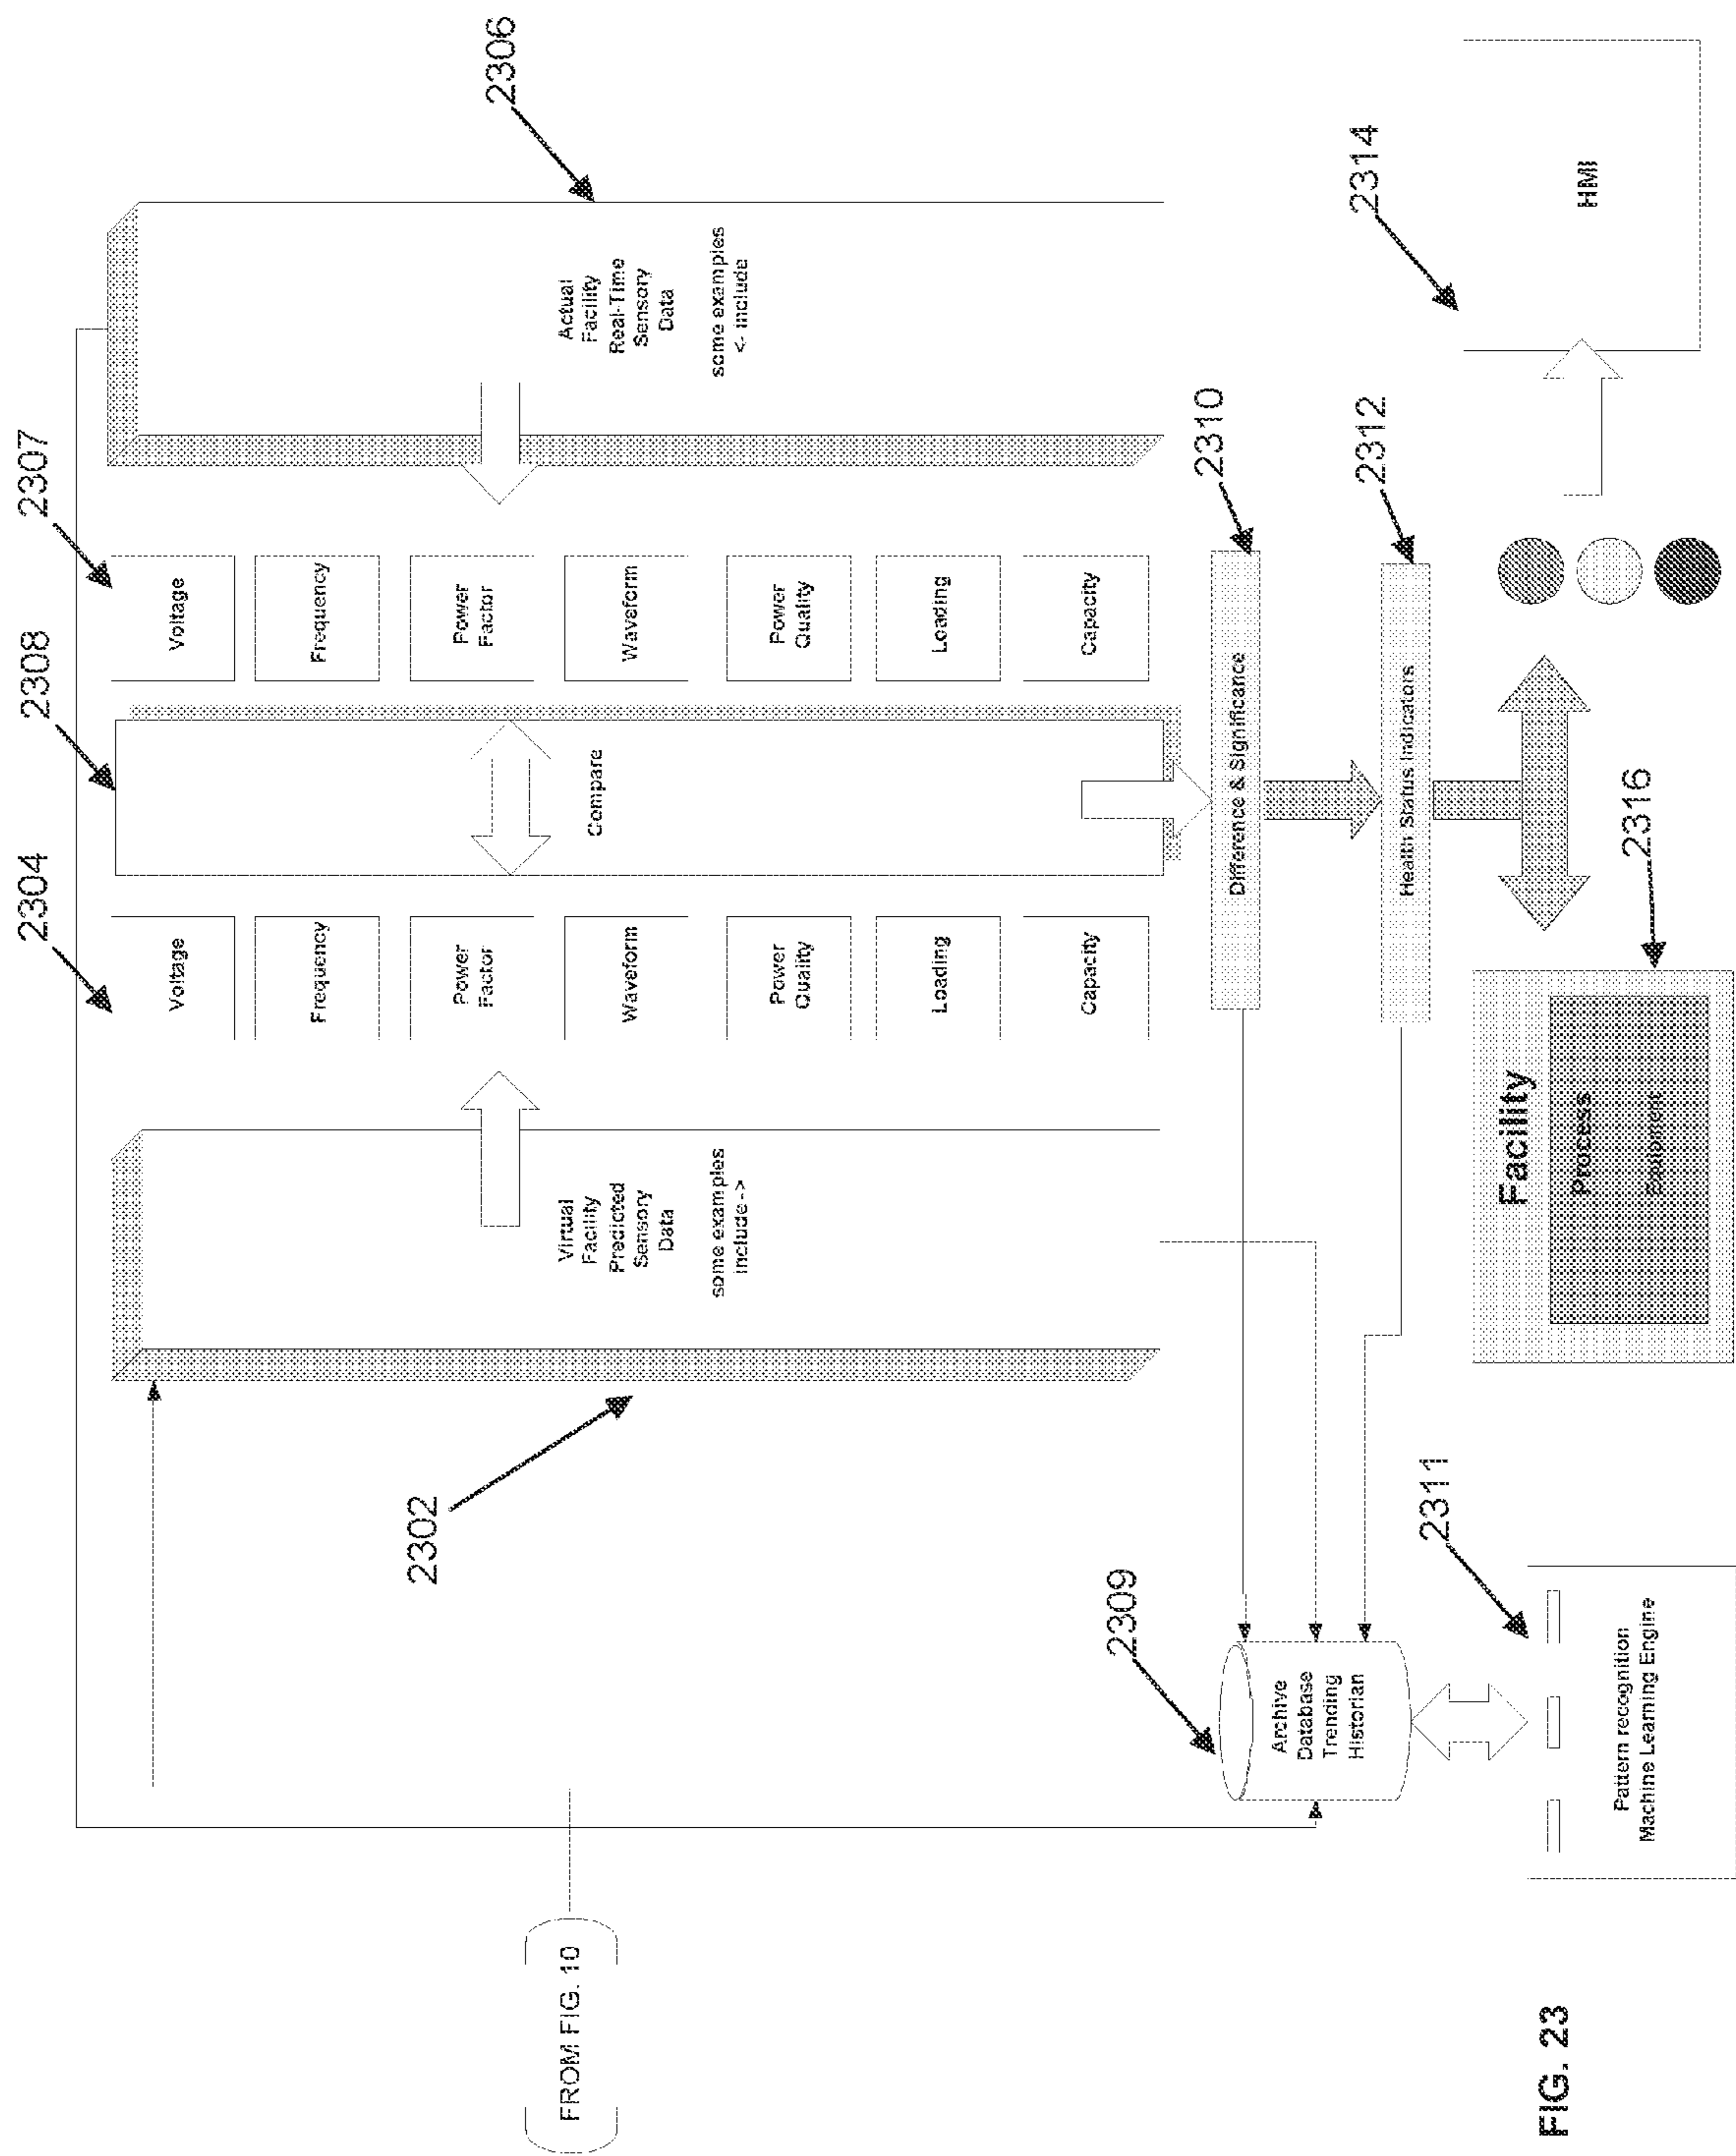 2302
2304
2308
2307
2306
Virtual
Facility
Predicted
Sensory
Data
some examples
include->
Voltage
Frequency
Power
Factor
Waveform
Power
Quality
Loading
Capacity
Compare
Voltage
Frequency
Power
Factor
Waveform
Power
Quality
Loading
Capacity
Actual
Facility
Real-Time
Sensory
Data
some examples
<- include
FROM FIG. 10
2309
Archive
Database
Trending
Historian
Difference & Significance
2310
Health Status Indicators
2312
2311
Pattern recognition
Machine Learning Engine
Facility
Process
Equipment
2316
2314
HMI
FIG. 23